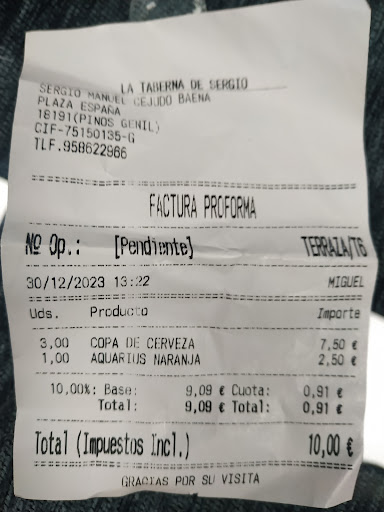 LA TABERNA DE SERGIO
SERGIO MANUEL CEJUDO BAENA
PLAZA ESPAÑA
18191(PINOS GENIL)
CIF-75150135-G
TLF.958622966
FACTURA PROFORMA
Nº Op.: [Pendiente] TERRAZA/T6
30/12/2023 13:22 MIGUEL
Uds. Producto Importe
3,00 COPA DE CERVEZA 7,50 €
1,00 AQUARIUS NARANJA 2,50 €
10,00%: Base: 9,09 € Cuota: 0,91 €
Total: 9,09 € Total: 0,91 €
Total (Impuestos Incl.) 10,00 €
GRACIAS POR SU VISITA